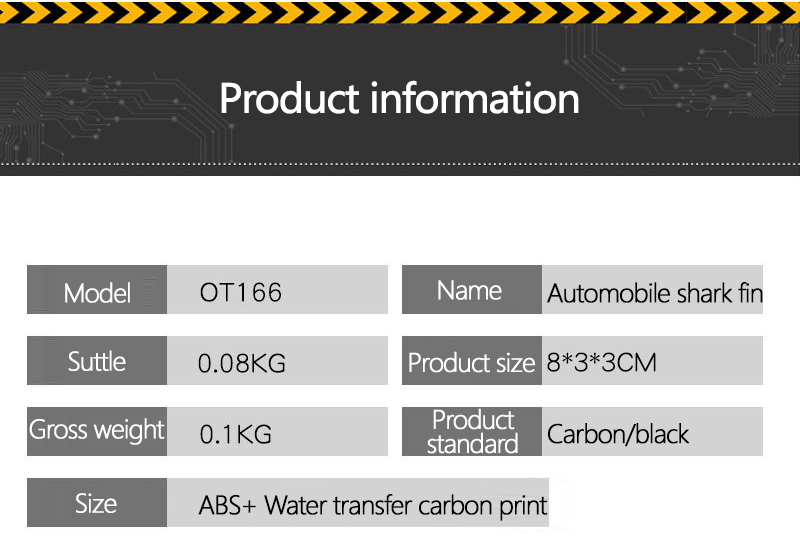 Product information
Model OT166 Name Automobile shark fin
Suttle 0.08KG Product size 8*3*3CM
Gross weight 0.1KG Product standard Carbon/black
Size ABS+ Water transfer carbon print